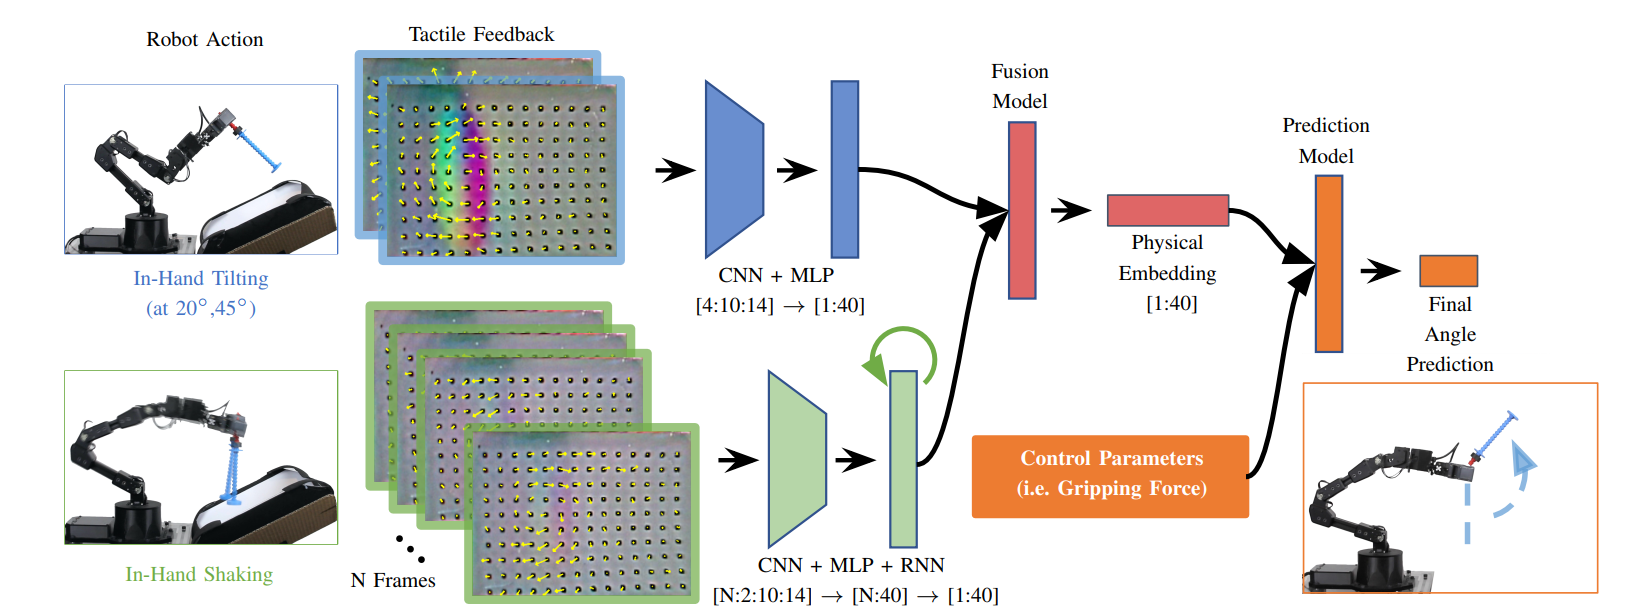 Robot Action
Tactile Feedback
In-Hand Tilting
(at 20°,45°)
CNN + MLP
[4:10:14] → [1:40]
Fusion
Model
Physical
Embedding
[1:40]
Prediction
Model
Final
Angle
Prediction
In-Hand Shaking
N Frames
CNN + MLP + RNN
[N:2:10:14] → [N:40] → [1:40]
Control Parameters
(i.e. Gripping Force)